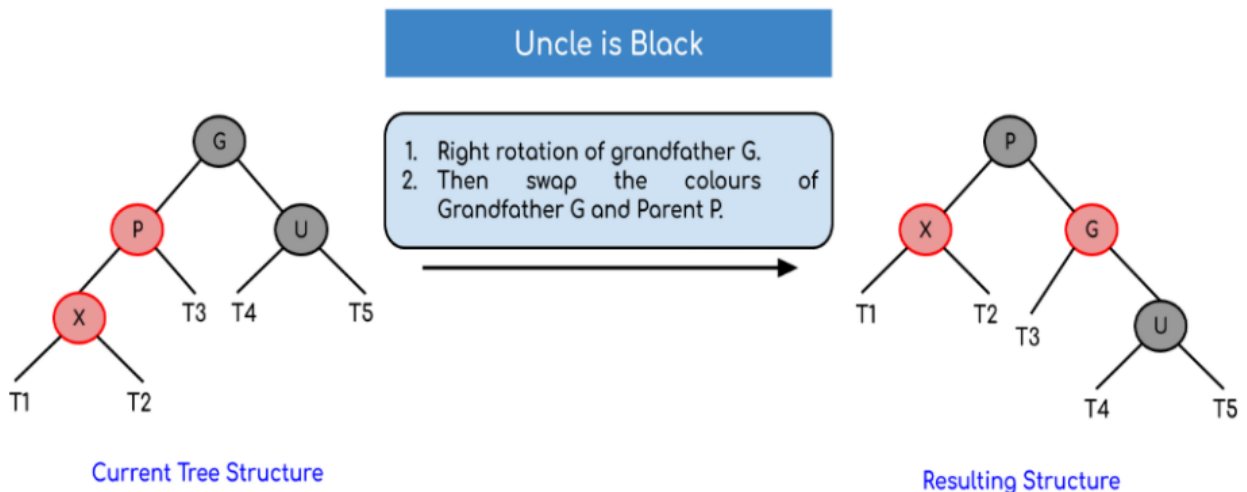 Uncle is Black
1. Right rotation of grandfather G.
2. Then swap the colours of
Grandfather G and Parent P.
G
P
U
X
T3
T4
T5
T1
T2
Current Tree Structure
P
X
G
T1
T2
T3
U
T4
T5
Resulting Structure